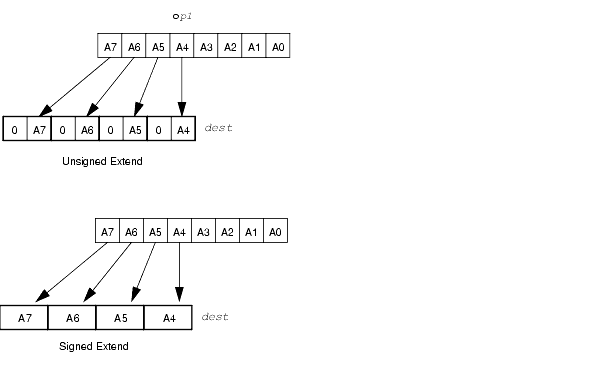 op1
A7 A6 A5 A4 A3 A2 A1 A0
0 A7 0 A6 0 A5 0 A4 dest
Unsigned Extend
A7 A6 A5 A4 A3 A2 A1 A0
A7 A6 A5 A4 dest
Signed Extend